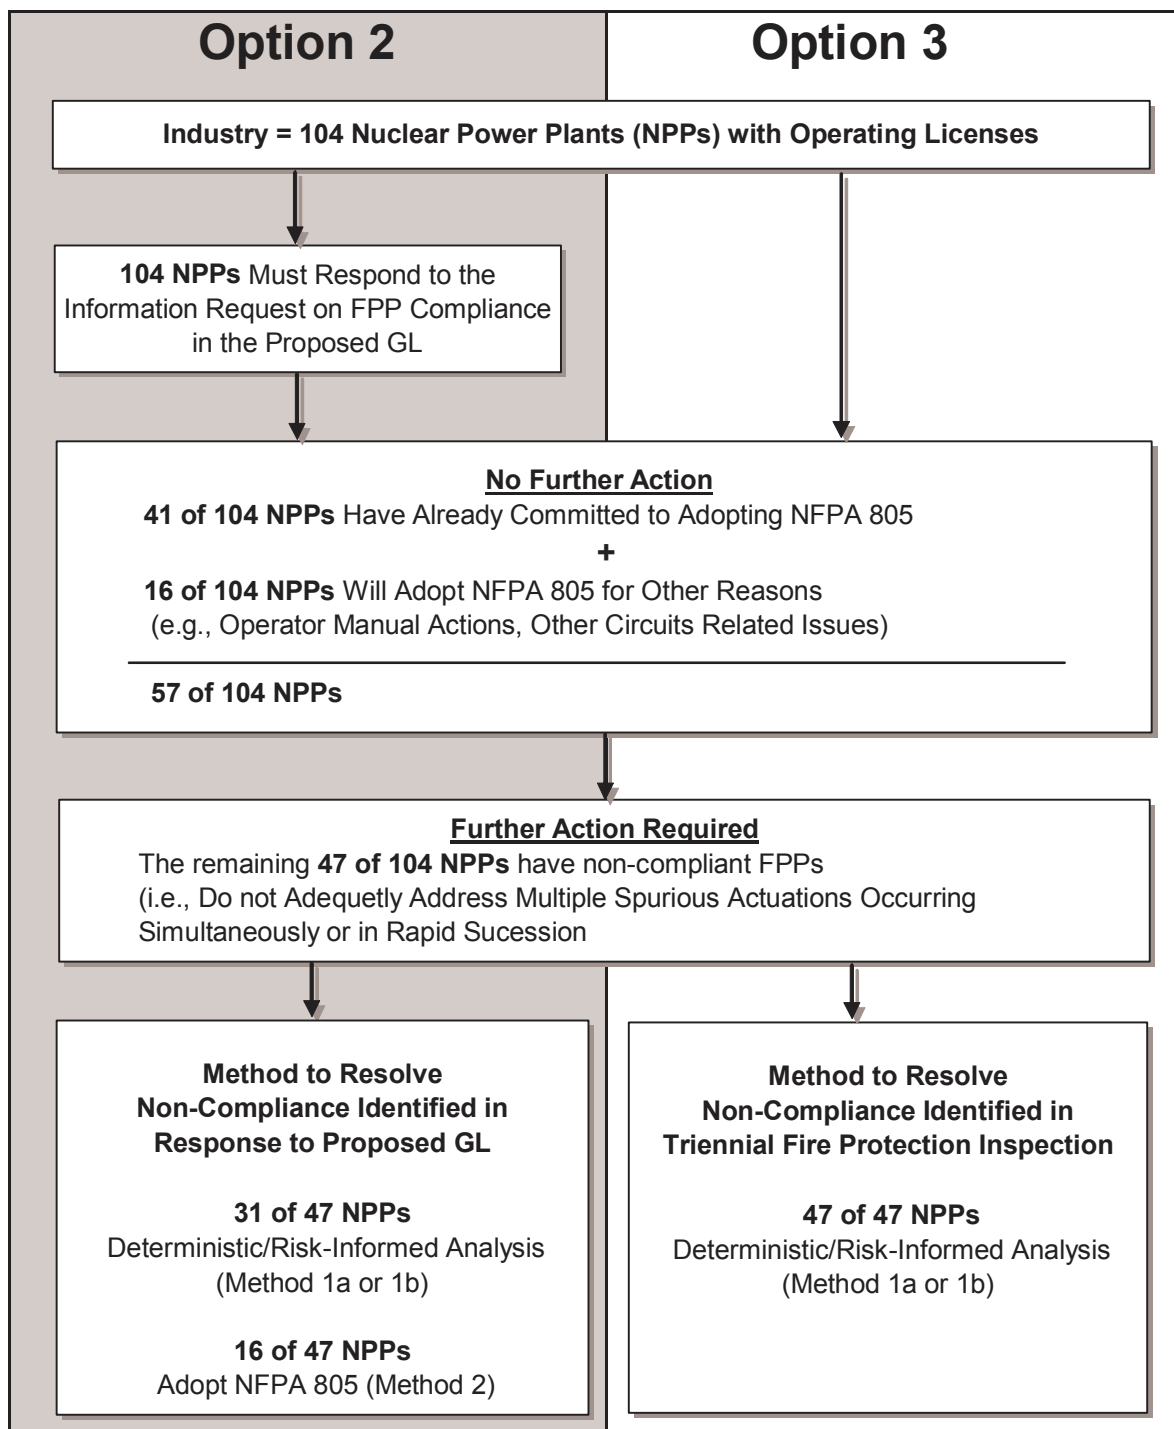 Option 2
Option 3
Industry = 104 Nuclear Power Plants (NPPs) with Operating Licenses
104 NPPs Must Respond to the
Information Request on FPP Compliance
in the Proposed GL
No Further Action
41 of 104 NPPs Have Already Committed to Adopting NFPA 805
+
16 of 104 NPPs Will Adopt NFPA 805 for Other Reasons
(e.g., Operator Manual Actions, Other Circuits Related Issues)
57 of 104 NPPs
Further Action Required
The remaining 47 of 104 NPPs have non-compliant FPPs
(i.e., Do not Adequetly Address Multiple Spurious Actuations Occurring
Simultaneously or in Rapid Sucession
Method to Resolve
Non-Compliance Identified in
Response to Proposed GL
31 of 47 NPPs
Deterministic/Risk-Informed Analysis
(Method 1a or 1b)
16 of 47 NPPs
Adopt NFPA 805 (Method 2)
Method to Resolve
Non-Compliance Identified in
Triennial Fire Protection Inspection
47 of 47 NPPs
Deterministic/Risk-Informed Analysis
(Method 1a or 1b)